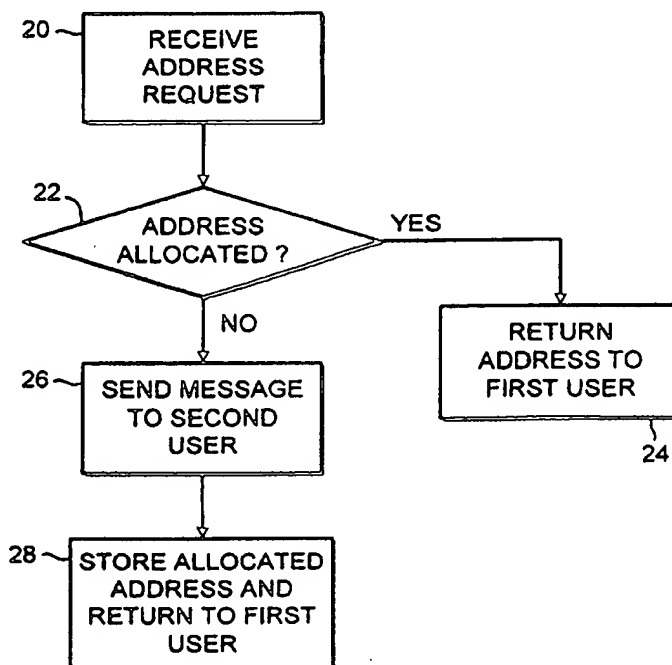 20
RECEIVE
ADDRESS
REQUEST
22
ADDRESS
ALLOCATED ?
YES
NO
RETURN
ADDRESS TO
FIRST USER
24
26
SEND MESSAGE
TO SECOND
USER
28
STORE ALLOCATED
ADDRESS AND
RETURN TO FIRST
USER